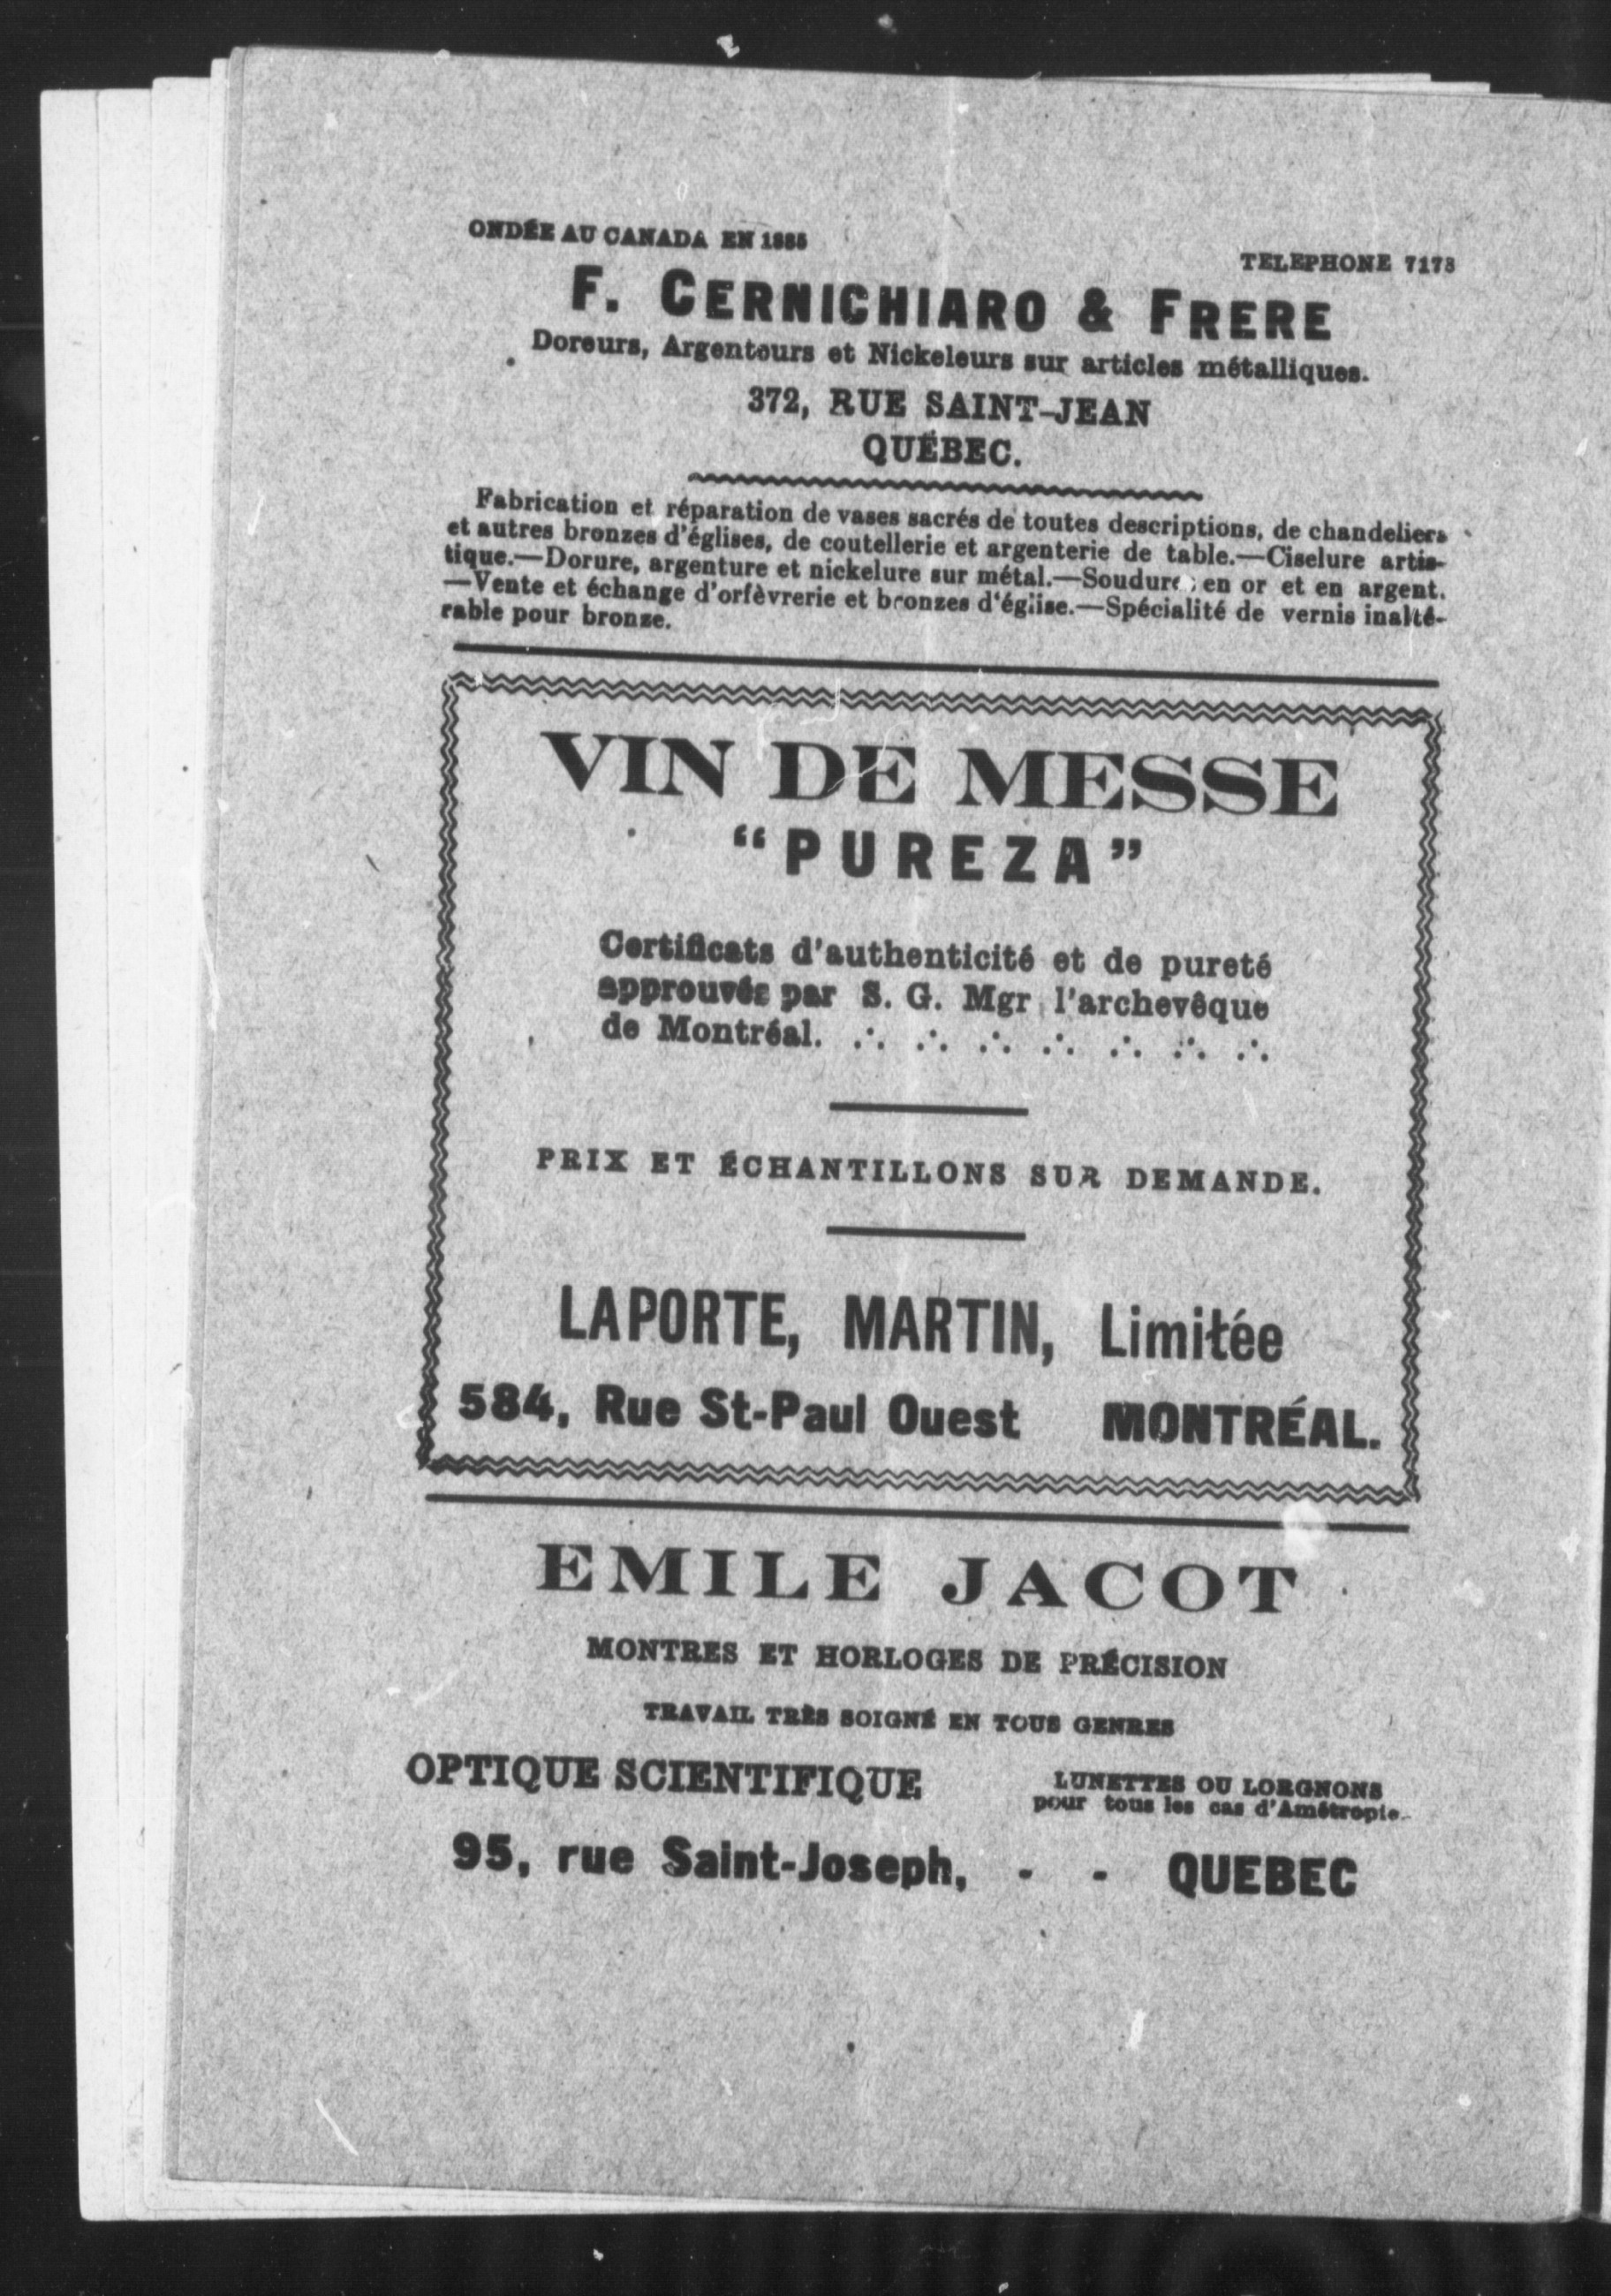 ONDÉE AU CANADA EN 1885
TELEPHONE 7173
F. CERNICHIARO & FRERE
Doreurs, Argenteurs et Nickeleurs sur articles métalliques.
372, RUE SAINT-JEAN
QUÉBEC.
Fabrication et réparation de vases sacrés de toutes descriptions, de chandeliers
et autres bronzes d'églises, de coutellerie et argenterie de table.—Ciselure artis-
tique.—Dorure, argenture et nickelure sur métal.—Soudure en or et en argent.
—Vente et échange d'orfèvrerie et bronzes d'église.—Spécialité de vernis inalté-
rable pour bronze.
VIN DE MESSE
“PUREZA”
Certificats d'authenticité et de pureté
approuvés par S. G. Mgr l'archevêque
de Montréal. ∴ ∴ ∴ ∴ ∴ ∴ ∴
PRIX ET ÉCHANTILLONS SUR DEMANDE.
LAPORTE, MARTIN, Limitée
584, Rue St-Paul Ouest MONTRÉAL.
EMILE JACOT
MONTRES ET HORLOGES DE PRÉCISION
TRAVAIL TRÈS SOIGNÉ EN TOUS GENRES
OPTIQUE SCIENTIFIQUE
LUNETTES OU LORGNONS
pour tous les cas d'Amétropie
95, rue Saint-Joseph, - - QUEBEC